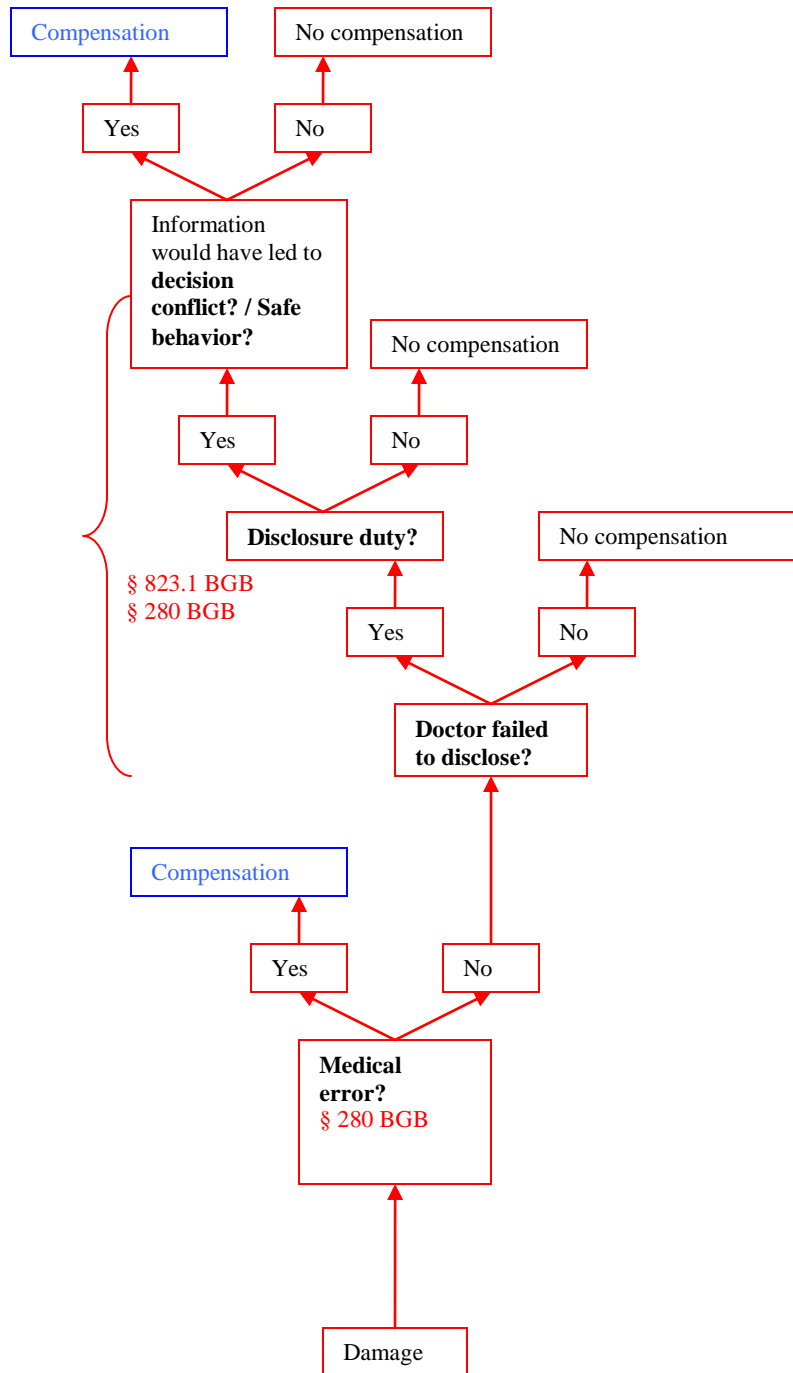 Compensation
No compensation
Yes
No
Information
would have led to
decision
conflict? / Safe
behavior?
No compensation
Yes
No
Disclosure duty?
No compensation
§ 823.1 BGB
§ 280 BGB
Yes
No
Doctor failed
to disclose?
Compensation
Yes
No
Medical
error?
§ 280 BGB
Damage